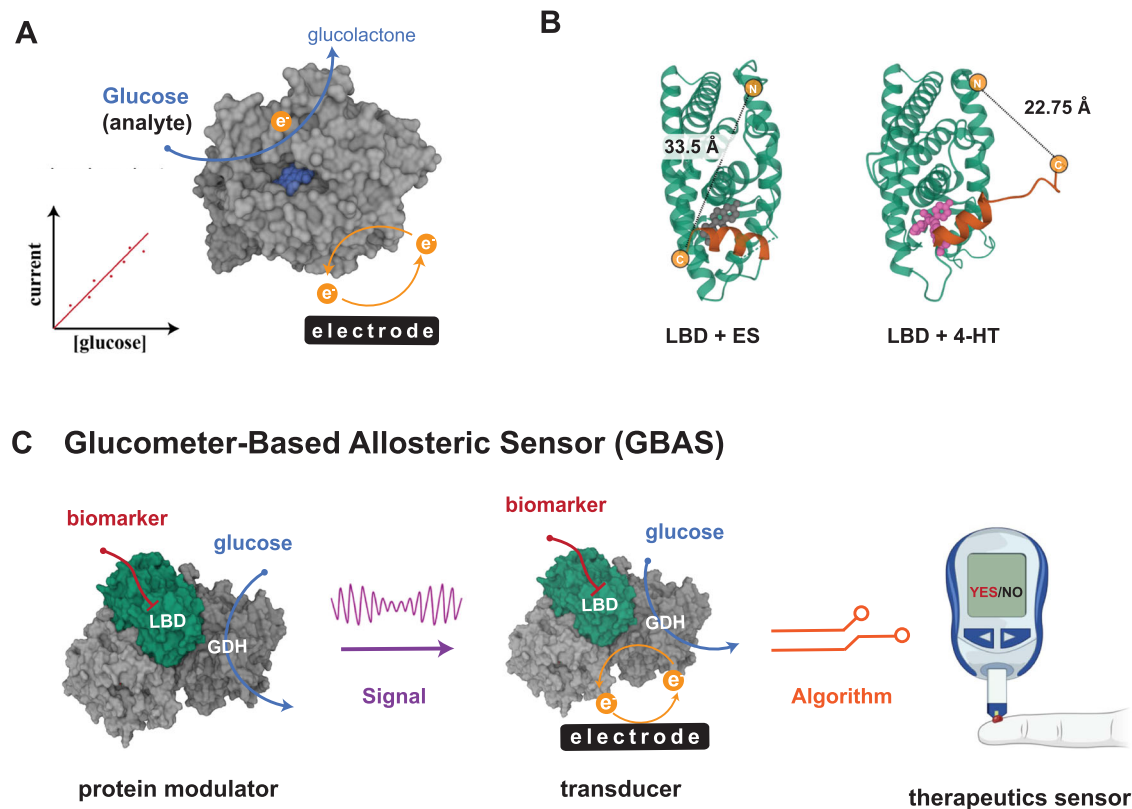 A
glucolactone
Glucose
(analyte)
e-
e-
e-
current
[glucose]
electrode
B
N
33.5 Å
C
LBD + ES
N
22.75 Å
C
LBD + 4-HT
C Glucometer-Based Allosteric Sensor (GBAS)
biomarker
glucose
LBD
GDH
protein modulator
Signal
biomarker
glucose
LBD
GDH
e-
e-
electrode
transducer
Algorithm
YES/NO
therapeutics sensor